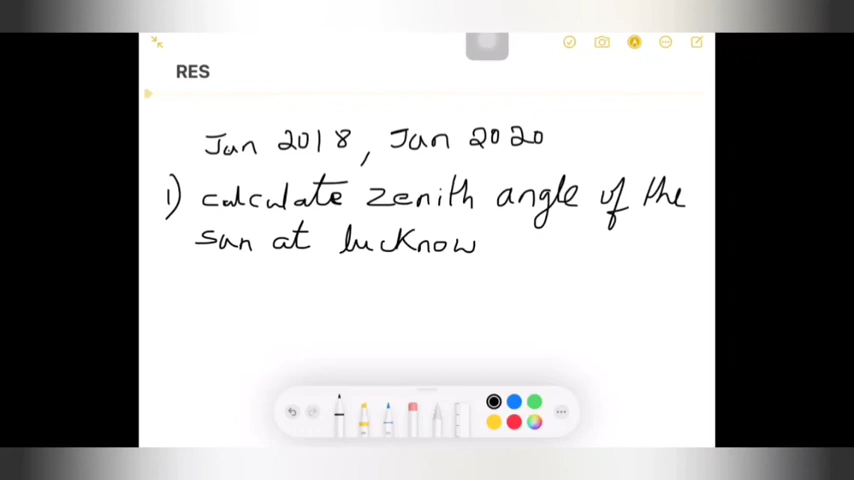 RES
Jan 2018, Jan 2020
1) calculate zenith angle of the
sun at lucknow